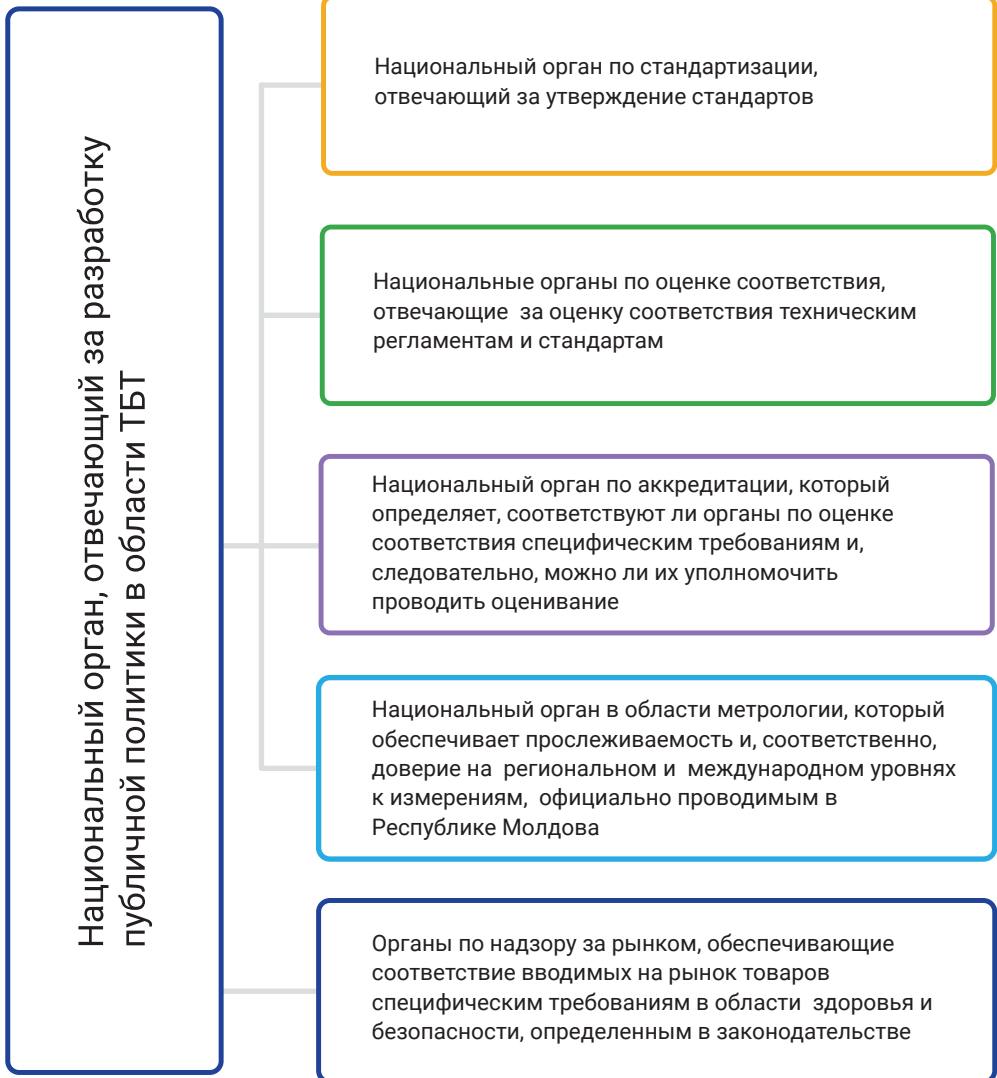 Национальный орган, отвечающий за разработку
публичной политики в области ТБТ
Национальный орган по стандартизации,
отвечающий за утверждение стандартов
Национальные органы по оценке соответствия,
отвечающие за оценку соответствия техническим
регламентам и стандартам
Национальный орган по аккредитации, который
определяет, соответствуют ли органы по оценке
соответствия специфическим требованиям и,
следовательно, можно ли их уполномочить
проводить оценивание
Национальный орган в области метрологии, который
обеспечивает прослеживаемость и, соответственно,
доверие на региональном и международном уровнях
к измерениям, официально проводимым в
Республике Молдова
Органы по надзору за рынком, обеспечивающие
соответствие вводимых на рынок товаров
специфическим требованиям в области здоровья и
безопасности, определенным в законодательстве